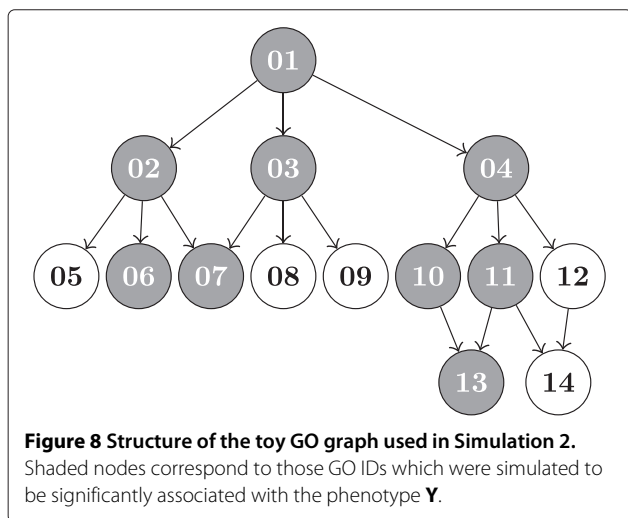 01
02 03 04
05 06 07 08 09 10 11 12
13 14
Figure 8 Structure of the toy GO graph used in Simulation 2.
Shaded nodes correspond to those GO IDs which were simulated to
be significantly associated with the phenotype Y.